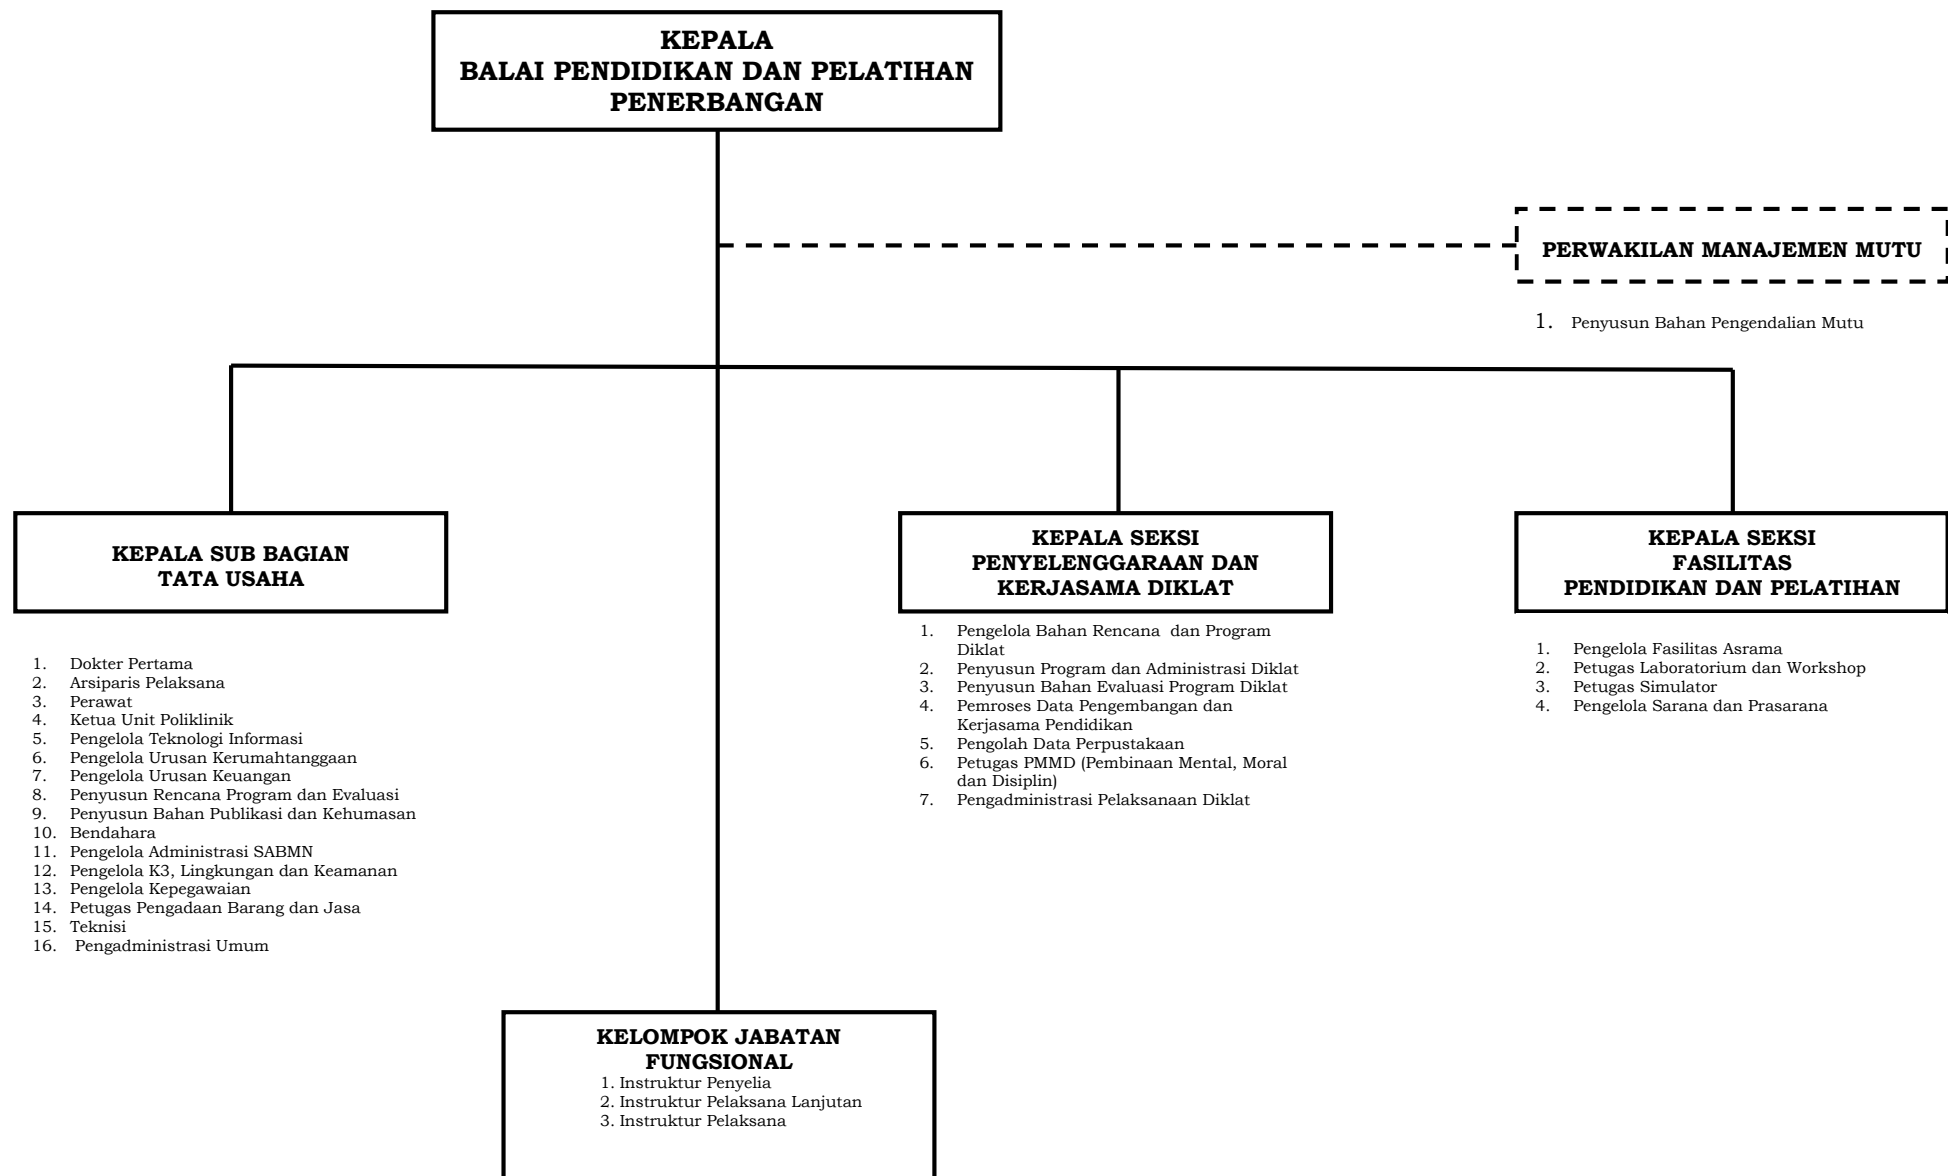 KEPALA
BALAI PENDIDIKAN DAN PELATIHAN
PENERBANGAN
PERWAKILAN MANAJEMEN MUTU
1. Penyusun Bahan Pengendalian Mutu
KEPALA SUB BAGIAN
TATA USAHA
1. Dokter Pertama
2. Arsiparis Pelaksana
3. Perawat
4. Ketua Unit Poliklinik
5. Pengelola Teknologi Informasi
6. Pengelola Urusan Kerumahtanggaan
7. Pengelola Urusan Keuangan
8. Penyusun Rencana Program dan Evaluasi
9. Penyusun Bahan Publikasi dan Kehumasan
10. Bendahara
11. Pengelola Administrasi SABMN
12. Pengelola K3, Lingkungan dan Keamanan
13. Pengelola Kepegawaian
14. Petugas Pengadaan Barang dan Jasa
15. Teknisi
16. Pengadministrasi Umum
KEPALA SEKSI
PENYELENGGARAAN DAN
KERJASAMA DIKLAT
1. Pengelola Bahan Rencana dan Program
Diklat
2. Penyusun Program dan Administrasi Diklat
3. Penyusun Bahan Evaluasi Program Diklat
4. Pemroses Data Pengembangan dan
Kerjasama Pendidikan
5. Pengolah Data Perpustakaan
6. Petugas PMMD (Pembinaan Mental, Moral
dan Disiplin)
7. Pengadministrasi Pelaksanaan Diklat
KEPALA SEKSI
FASILITAS
PENDIDIKAN DAN PELATIHAN
1. Pengelola Fasilitas Asrama
2. Petugas Laboratorium dan Workshop
3. Petugas Simulator
4. Pengelola Sarana dan Prasarana
KELOMPOK JABATAN
FUNGSIONAL
1. Instruktur Penyelia
2. Instruktur Pelaksana Lanjutan
3. Instruktur Pelaksana